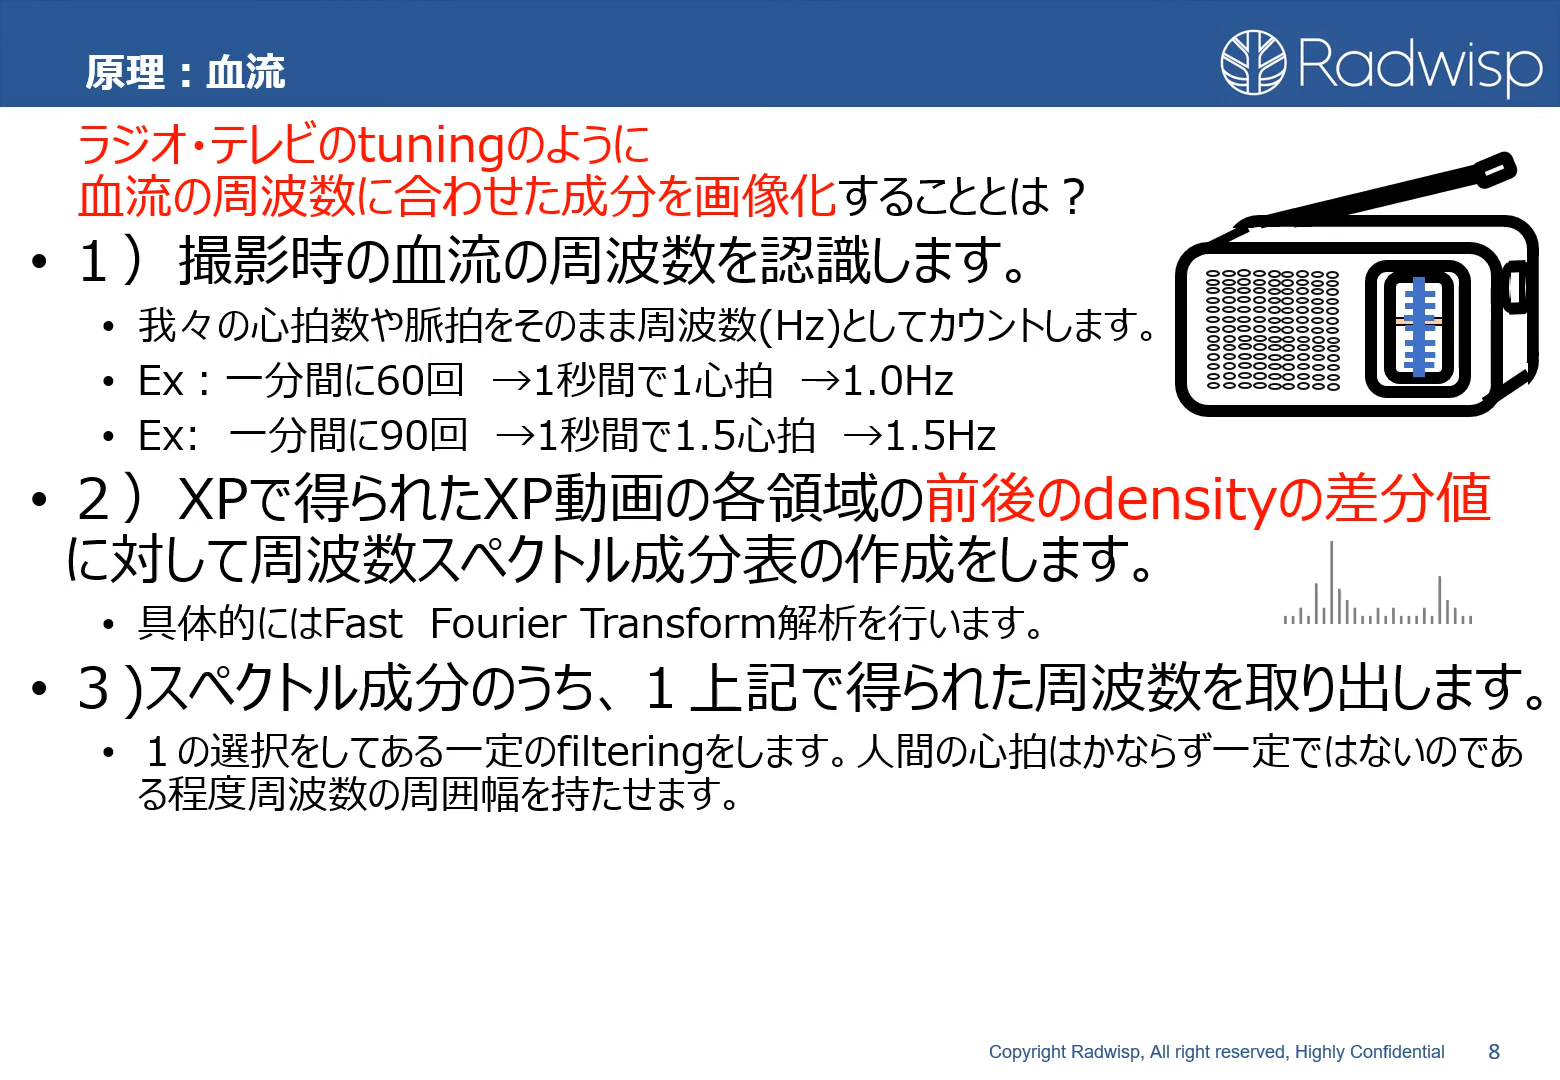 原理：血流
Radwisp
ラジオ・テレビのtuningのように
血流の周波数に合わせた成分を画像化することとは？
• １）撮影時の血流の周波数を認識します。
• 我々の心拍数や脈拍をそのまま周波数(Hz)としてカウントします。
• Ex：一分間に60回　→1秒間で1心拍　→1.0Hz
• Ex:　一分間に90回　→1秒間で1.5心拍　→1.5Hz
• ２）XPで得られたXP動画の各領域の前後のdensityの差分値
に対して周波数スペクトル成分表の作成をします。
• 具体的にはFast  Fourier Transform解析を行います。
• ３)スペクトル成分のうち、１上記で得られた周波数を取り出します。
• １の選択をしてある一定のfilteringをします。人間の心拍はかならず一定ではないのであ
る程度周波数の周囲幅を持たせます。
Copyright Radwisp, All right reserved, Highly Confidential 8